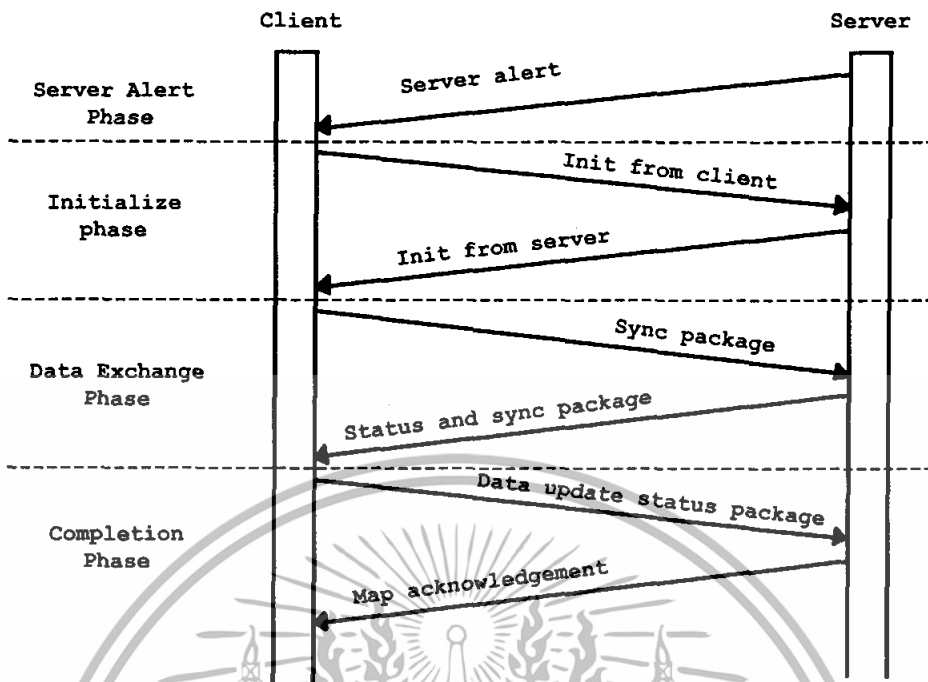 Client
Server
Server alert
Server Alert
Phase
Init from client
Initialize
phase
Init from server
Sync package
Data Exchange
Phase
Status and sync package
Data update status package
Completion
Phase
Map acknowledgement